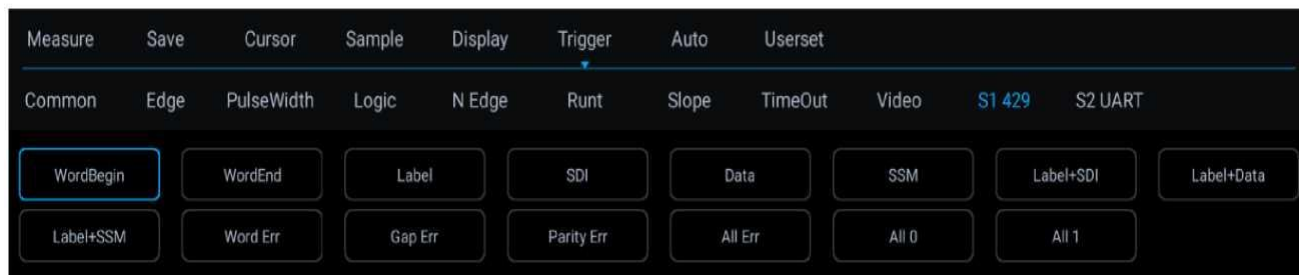 Measure Save Cursor Sample Display Trigger Auto Userset
Common Edge PulseWidth Logic N Edge Runt Slope TimeOut Video S1 429 S2 UART
WordBegin WordEnd Label SDI Data SSM Label+SDI Label+Data
Label+SSM Word Err Gap Err Parity Err All Err All 0 All 1